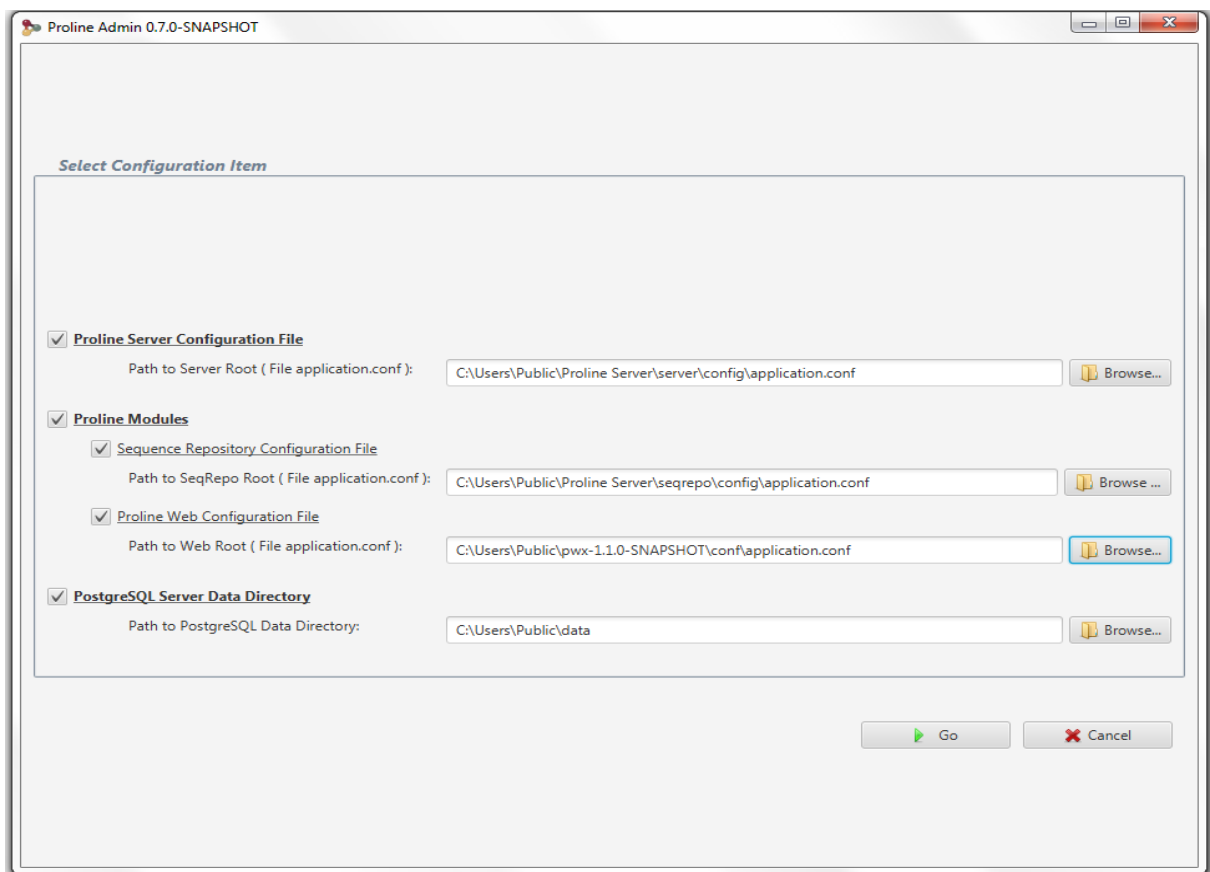 Proline Admin 0.7.0-SNAPSHOT
Select Configuration Item
Proline Server Configuration File
Path to Server Root ( File application.conf ): C:\Users\Public\Proline Server\server\config\application.conf Browse...
Proline Modules
Sequence Repository Configuration File
Path to SeqRepo Root ( File application.conf ): C:\Users\Public\Proline Server\seqrepo\config\application.conf Browse ...
Proline Web Configuration File
Path to Web Root ( File application.conf ): C:\Users\Public\pwx-1.1.0-SNAPSHOT\conf\application.conf Browse...
PostgreSQL Server Data Directory
Path to PostgreSQL Data Directory: C:\Users\Public\data Browse...
Go Cancel